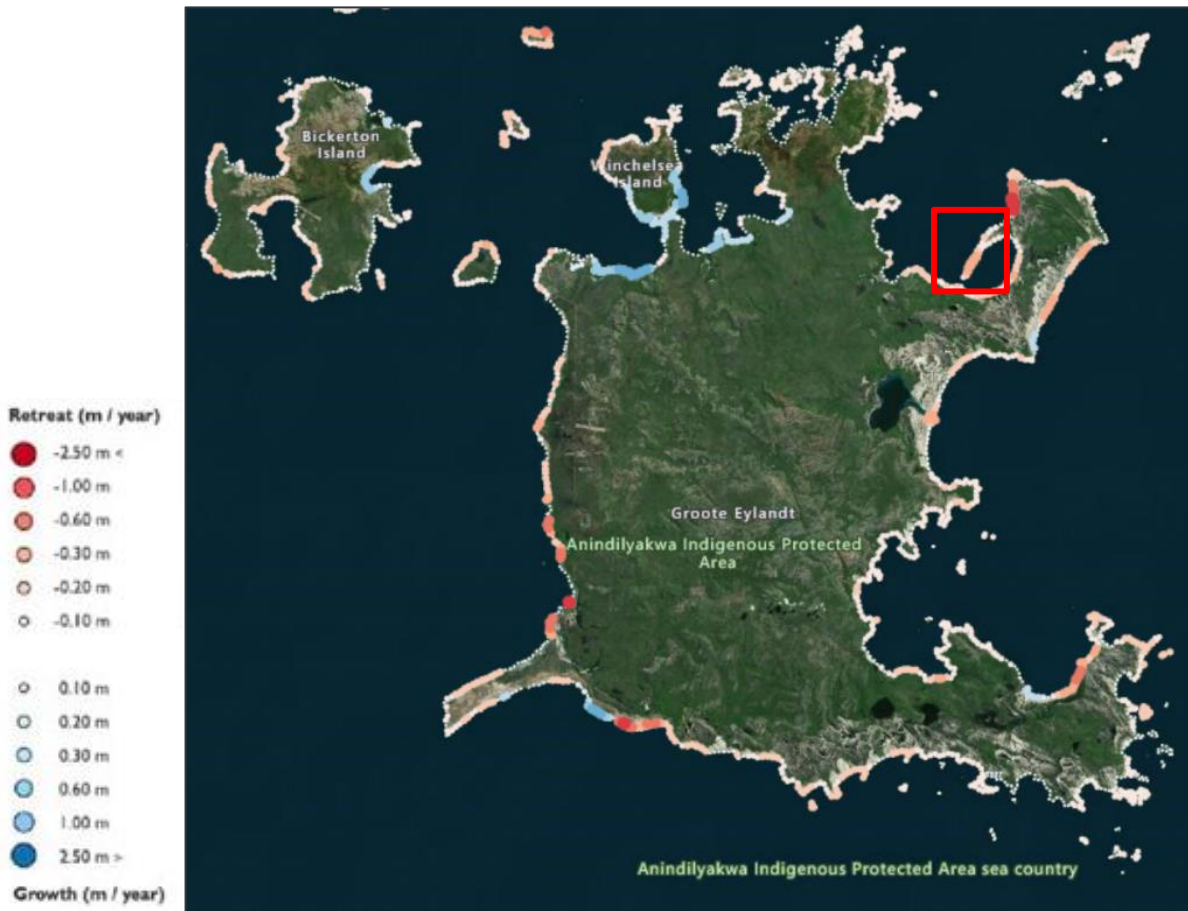 Bickerton
Island
Winchelsea
Island
Groote Eylandt
Anindilyakwa Indigenous Protected
Area
Retreat (m / year)
-2.50 m <
-1.00 m
-0.60 m
-0.30 m
-0.20 m
-0.10 m
0.10 m
0.20 m
0.30 m
0.60 m
1.00 m
2.50 m >
Growth (m / year)
Anindilyakwa Indigenous Protected Area sea country